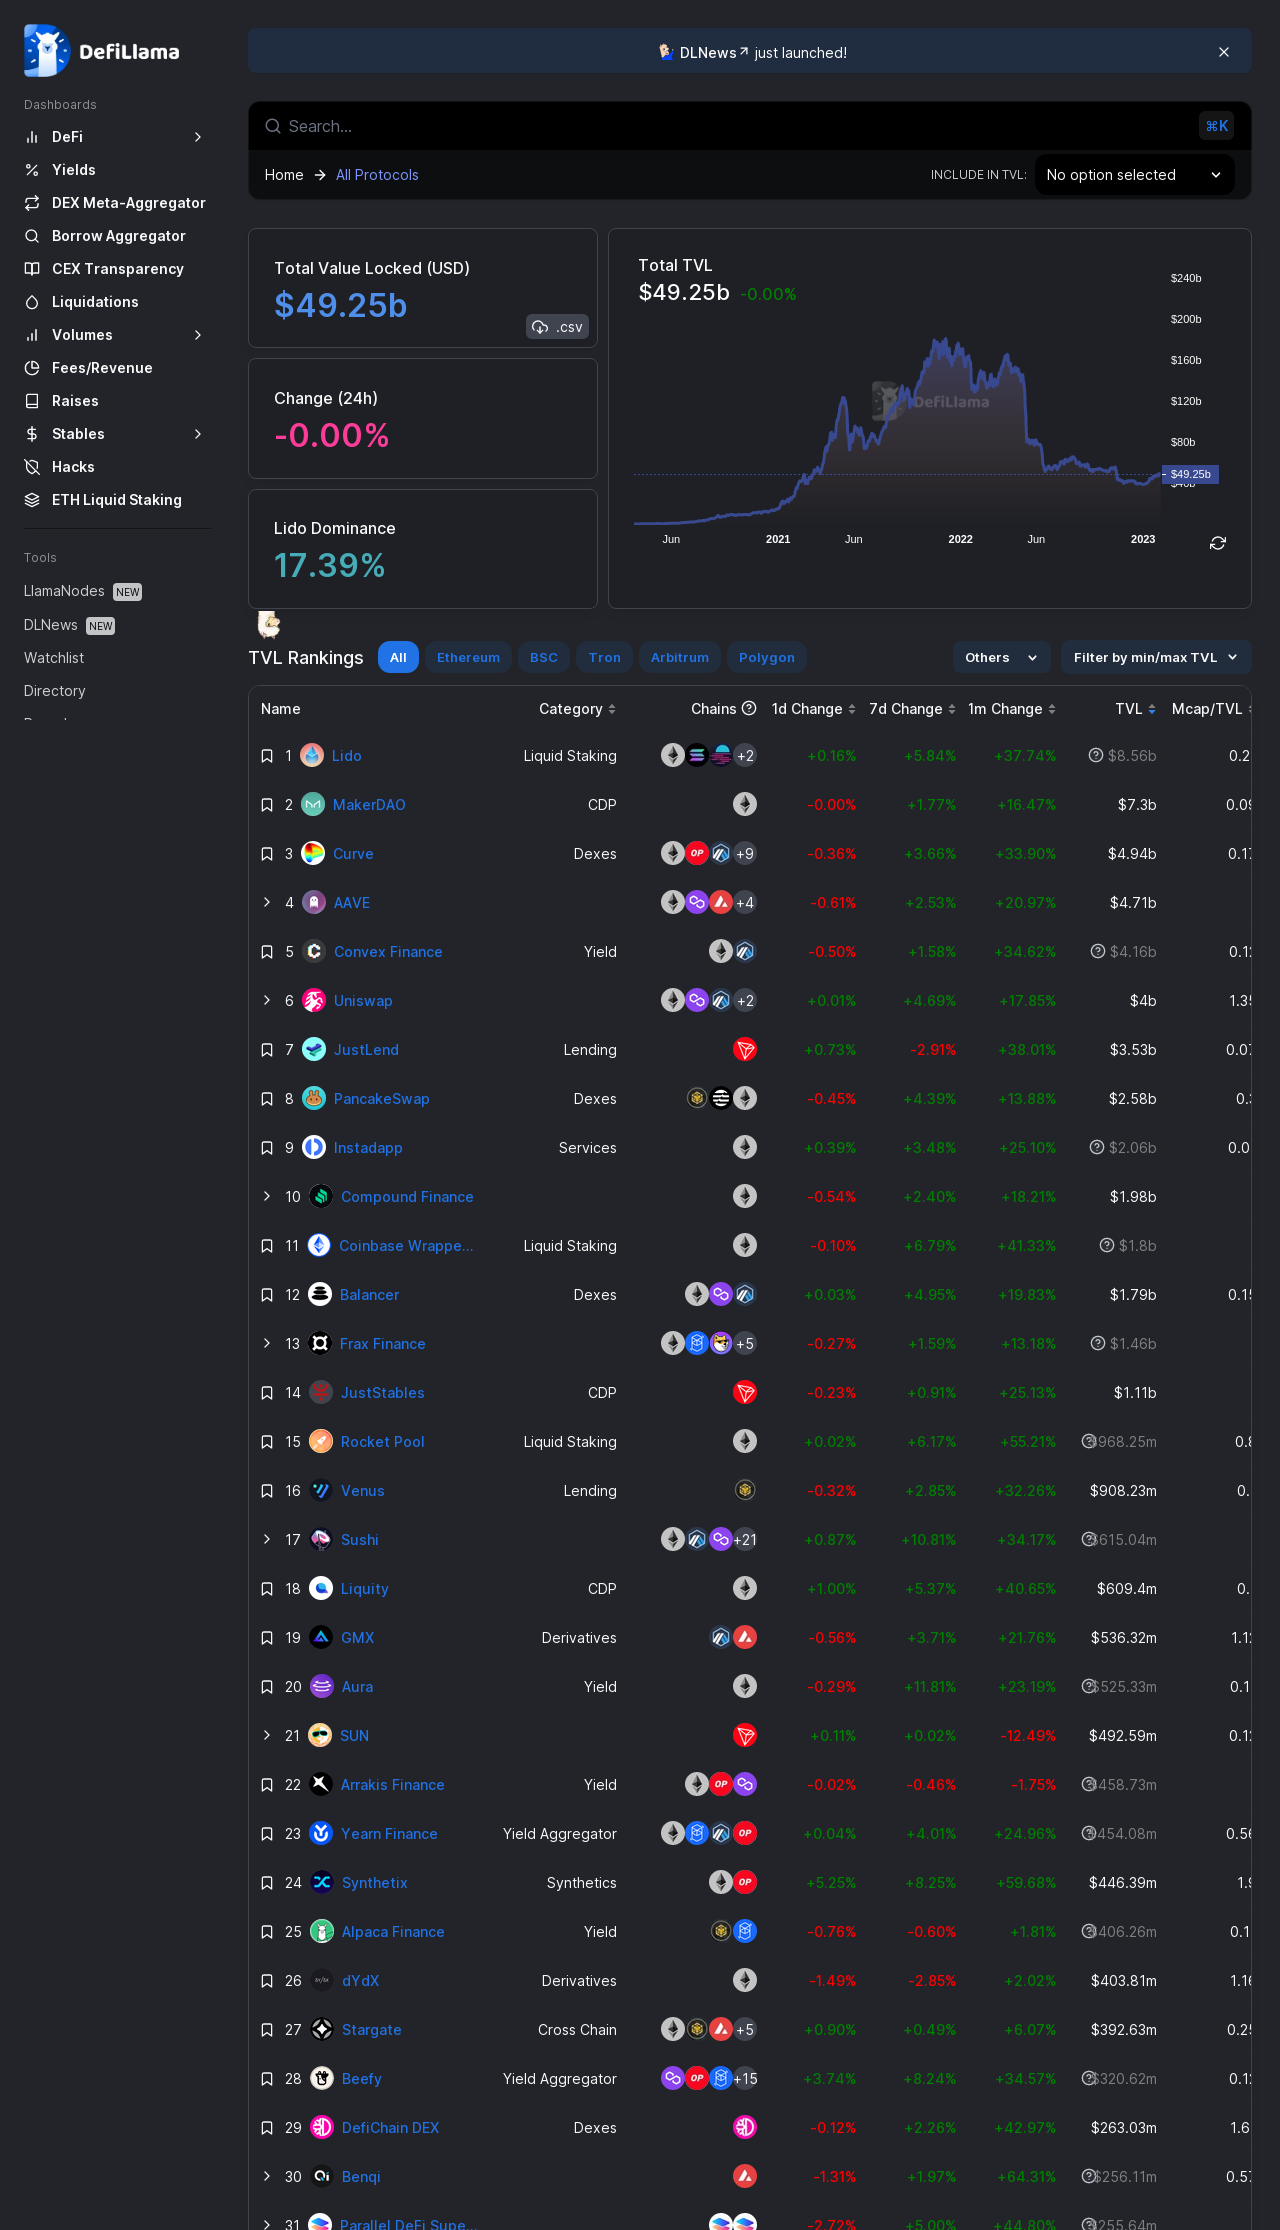 DefiLlama
Dashboards
DeFi
Yields
DEX Meta-Aggregator
Borrow Aggregator
CEX Transparency
Liquidations
Volumes
Fees/Revenue
Raises
Stables
Hacks
ETH Liquid Staking
Tools
LlamaNodes NEW
DLNews NEW
Watchlist
Directory
DLNews↗ just launched!
Search...
⌘K
Home → All Protocols
INCLUDE IN TVL: No option selected
Total Value Locked (USD)
$49.25b
.csv
Change (24h)
-0.00%
Lido Dominance
17.39%
Total TVL
$49.25b -0.00%
DefiLlama
$240b
$200b
$160b
$120b
$80b
$49.25b
Jun 2021 Jun 2022 Jun 2023
TVL Rankings All Ethereum BSC Tron Arbitrum Polygon Others Filter by min/max TVL
Name Category Chains 1d Change 7d Change 1m Change TVL Mcap/TVL
1 Lido Liquid Staking +2 +0.16% +5.84% +37.74% $8.56b 0.2
2 MakerDAO CDP -0.00% +1.77% +16.47% $7.3b 0.09
3 Curve Dexes OP +9 -0.36% +3.66% +33.90% $4.94b 0.17
4 AAVE +4 -0.61% +2.53% +20.97% $4.71b
5 Convex Finance Yield -0.50% +1.58% +34.62% $4.16b 0.12
6 Uniswap +2 +0.01% +4.69% +17.85% $4b 1.35
7 JustLend Lending +0.73% -2.91% +38.01% $3.53b 0.07
8 PancakeSwap Dexes -0.45% +4.39% +13.88% $2.58b 0.3
9 Instadapp Services +0.39% +3.48% +25.10% $2.06b 0.0
10 Compound Finance -0.54% +2.40% +18.21% $1.98b
11 Coinbase Wrappe... Liquid Staking -0.10% +6.79% +41.33% $1.8b
12 Balancer Dexes +0.03% +4.95% +19.83% $1.79b 0.15
13 Frax Finance +5 -0.27% +1.59% +13.18% $1.46b
14 JustStables CDP -0.23% +0.91% +25.13% $1.11b
15 Rocket Pool Liquid Staking +0.02% +6.17% +55.21% $968.25m 0.8
16 Venus Lending -0.32% +2.85% +32.26% $908.23m 0.
17 Sushi +21 +0.87% +10.81% +34.17% $615.04m
18 Liquity CDP +1.00% +5.37% +40.65% $609.4m 0.
19 GMX Derivatives -0.56% +3.71% +21.76% $536.32m 1.12
20 Aura Yield -0.29% +11.81% +23.19% $525.33m 0.1
21 SUN +0.11% +0.02% -12.49% $492.59m 0.12
22 Arrakis Finance Yield OP -0.02% -0.46% -1.75% $458.73m
23 Yearn Finance Yield Aggregator OP +0.04% +4.01% +24.96% $454.08m 0.56
24 Synthetix Synthetics OP +5.25% +8.25% +59.68% $446.39m 1.9
25 Alpaca Finance Yield -0.76% -0.60% +1.81% $406.26m 0.1
26 dYdX Derivatives -1.49% -2.85% +2.02% $403.81m 1.16
27 Stargate Cross Chain +5 +0.90% +0.49% +6.07% $392.63m 0.25
28 Beefy Yield Aggregator OP +15 +3.74% +8.24% +34.57% $320.62m 0.12
29 DefiChain DEX Dexes -0.12% +2.26% +42.97% $263.03m 1.6
30 Benqi -1.31% +1.97% +64.31% $256.11m 0.57
31 Parallel DeFi Supe... -2.72% +5.00% +44.80% $255.64m